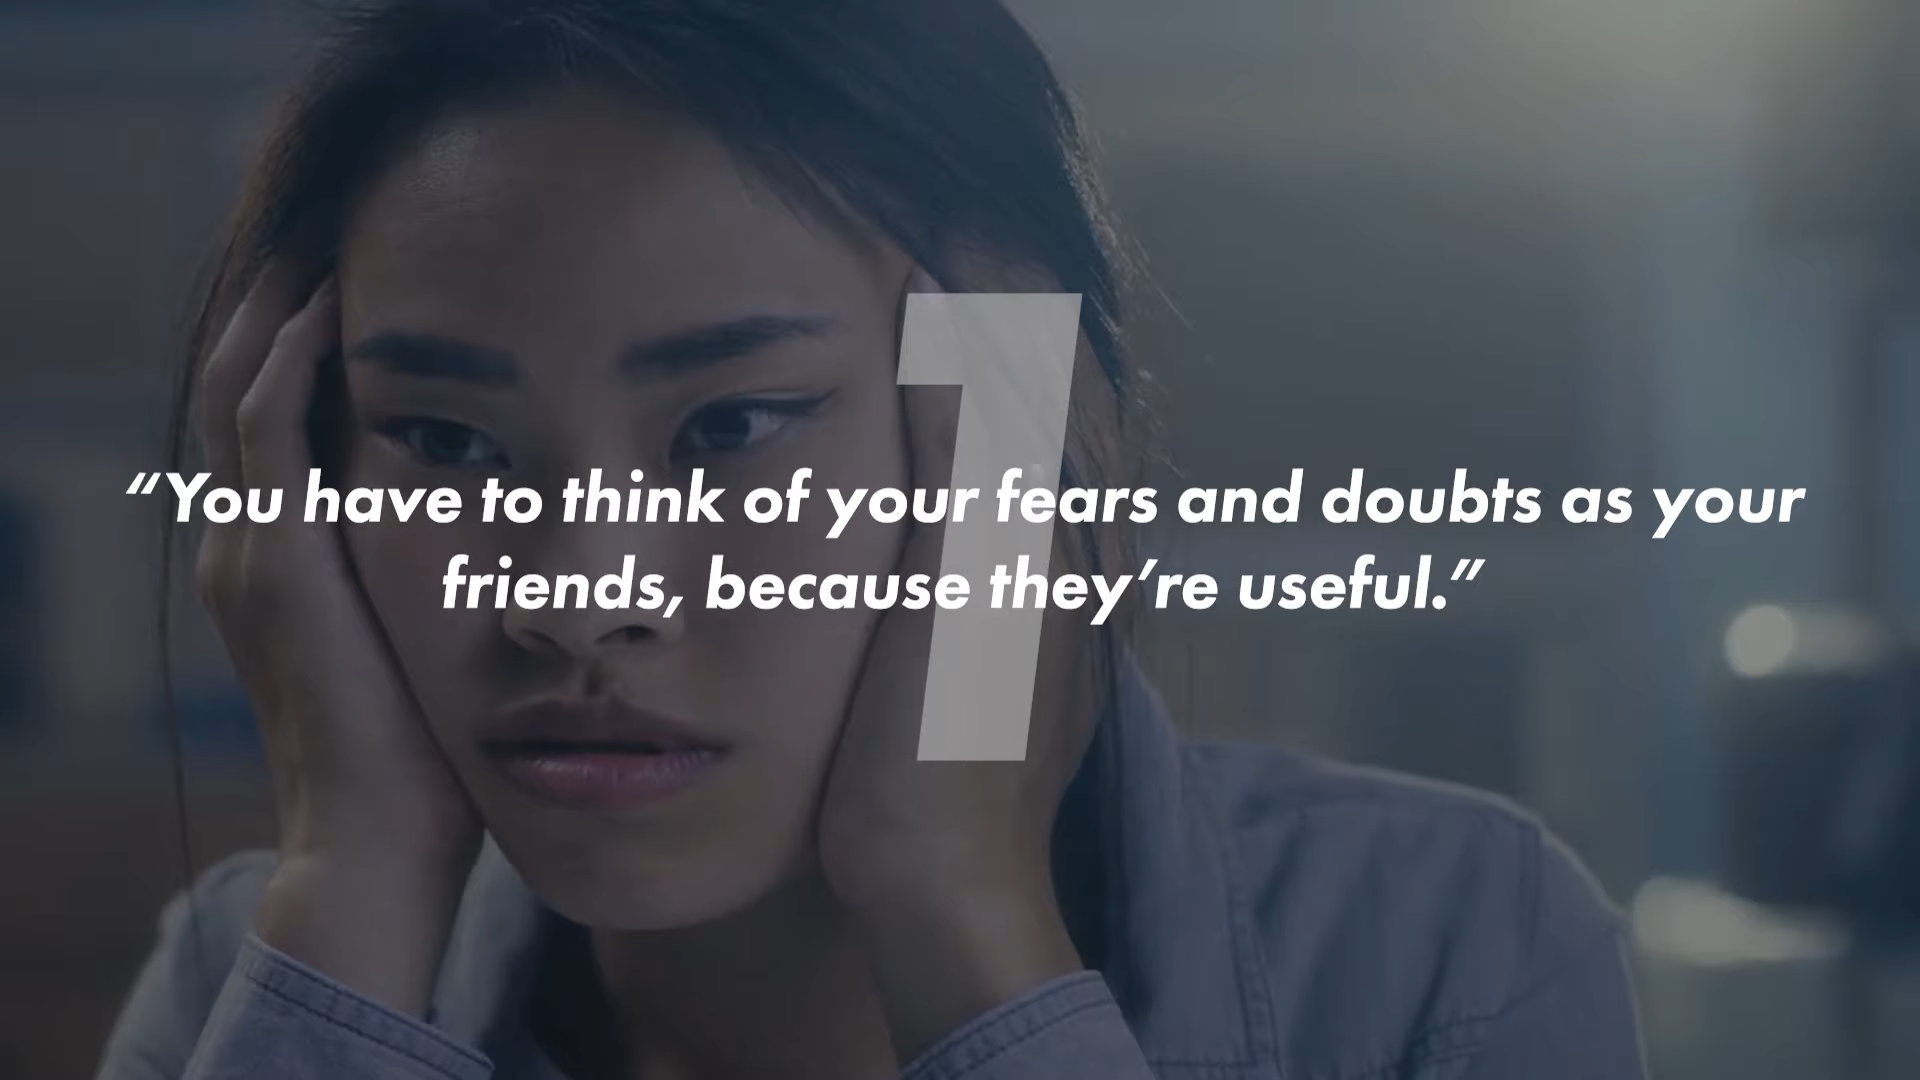 1
“You have to think of your fears and doubts as your
friends, because they’re useful.”